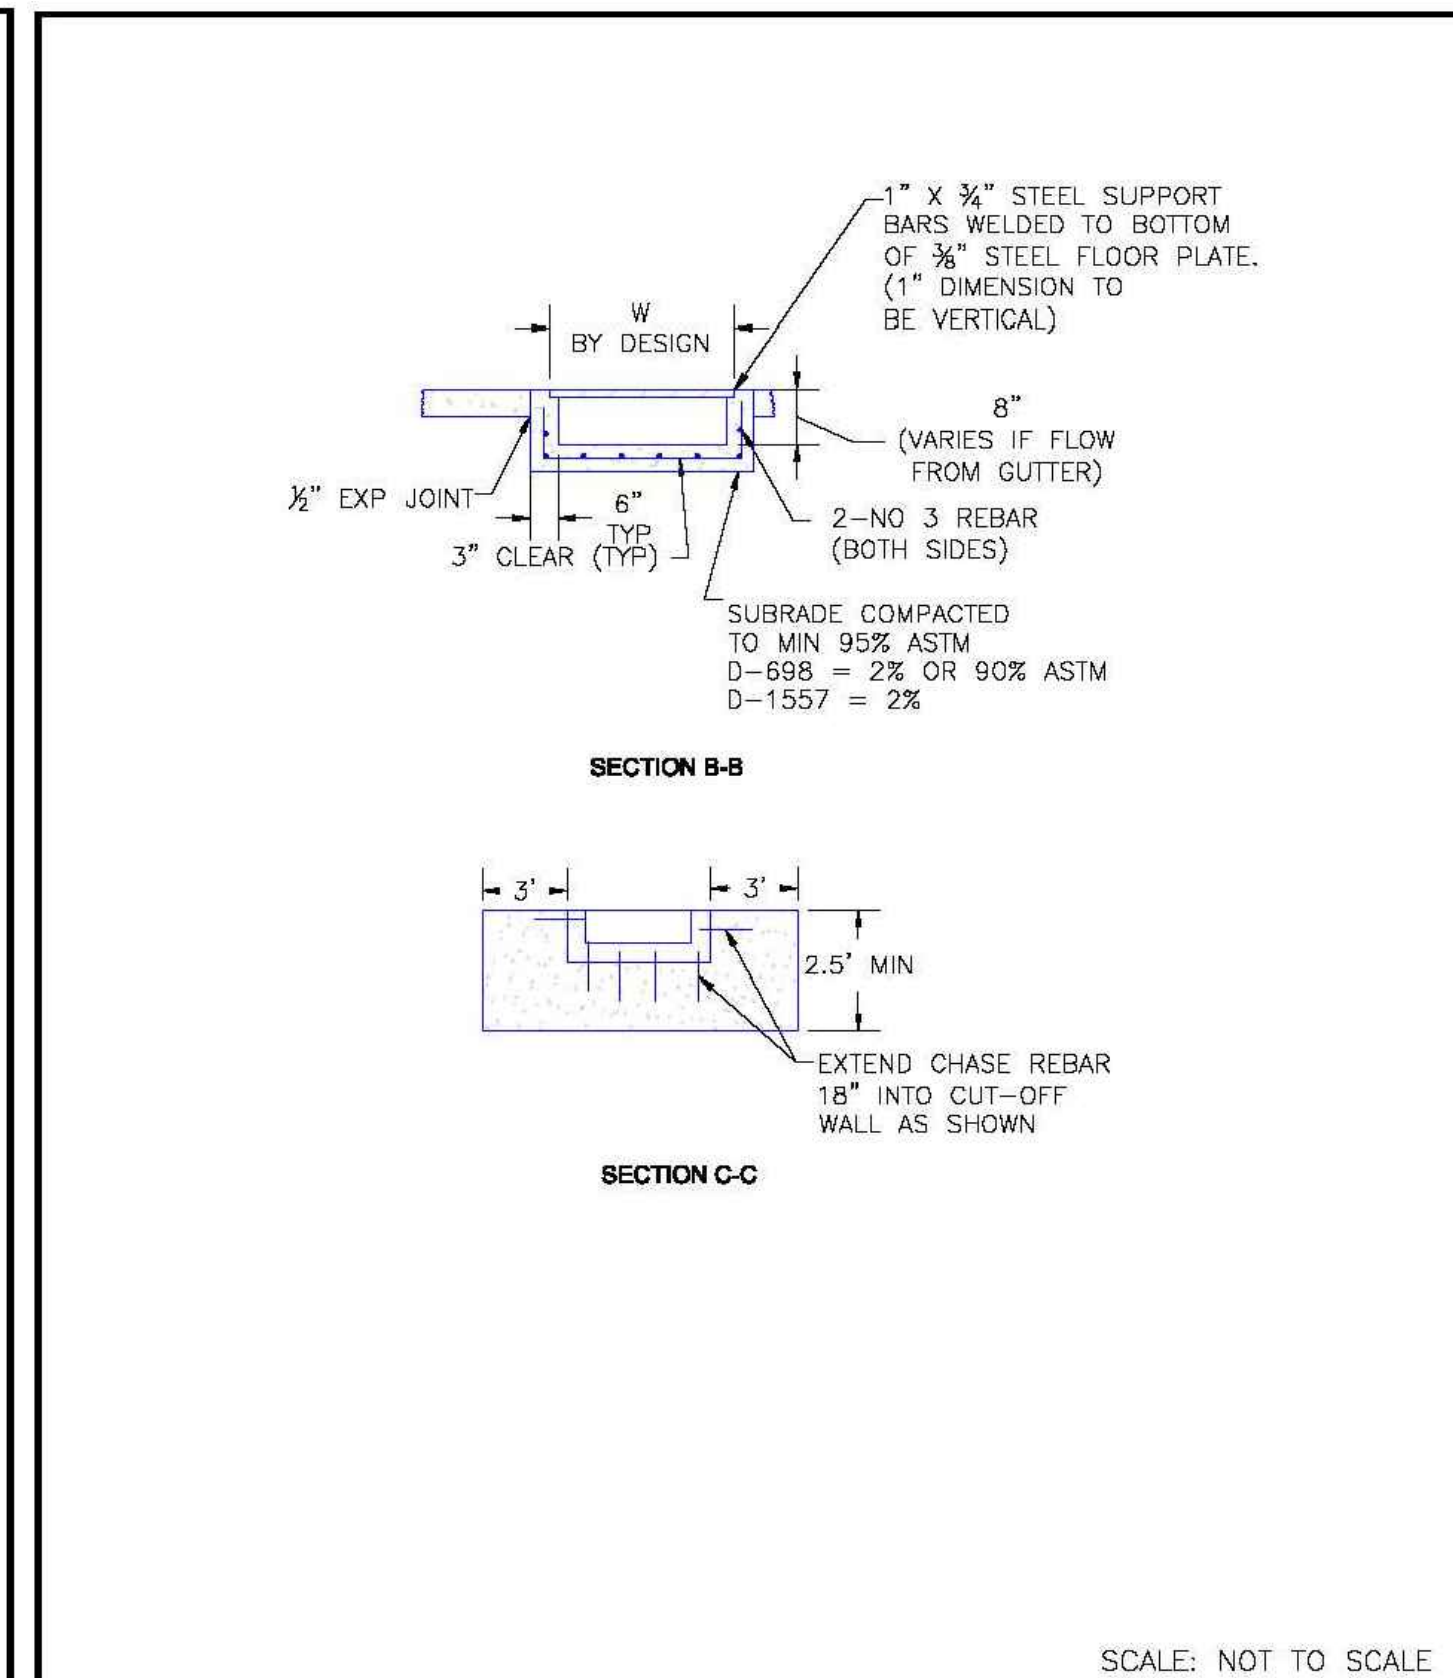 1" X ¾" STEEL SUPPORT
BARS WELDED TO BOTTOM
OF ⅜" STEEL FLOOR PLATE.
(1" DIMENSION TO
BE VERTICAL)
W
BY DESIGN
8"
(VARIES IF FLOW
FROM GUTTER)
½" EXP JOINT
6"
TYP
3" CLEAR (TYP)
2-NO 3 REBAR
(BOTH SIDES)
SUBRADE COMPACTED
TO MIN 95% ASTM
D-698 = 2% OR 90% ASTM
D-1557 = 2%
SECTION B-B
3'
3'
2.5' MIN
EXTEND CHASE REBAR
18" INTO CUT-OFF
WALL AS SHOWN
SECTION C-C
SCALE: NOT TO SCALE